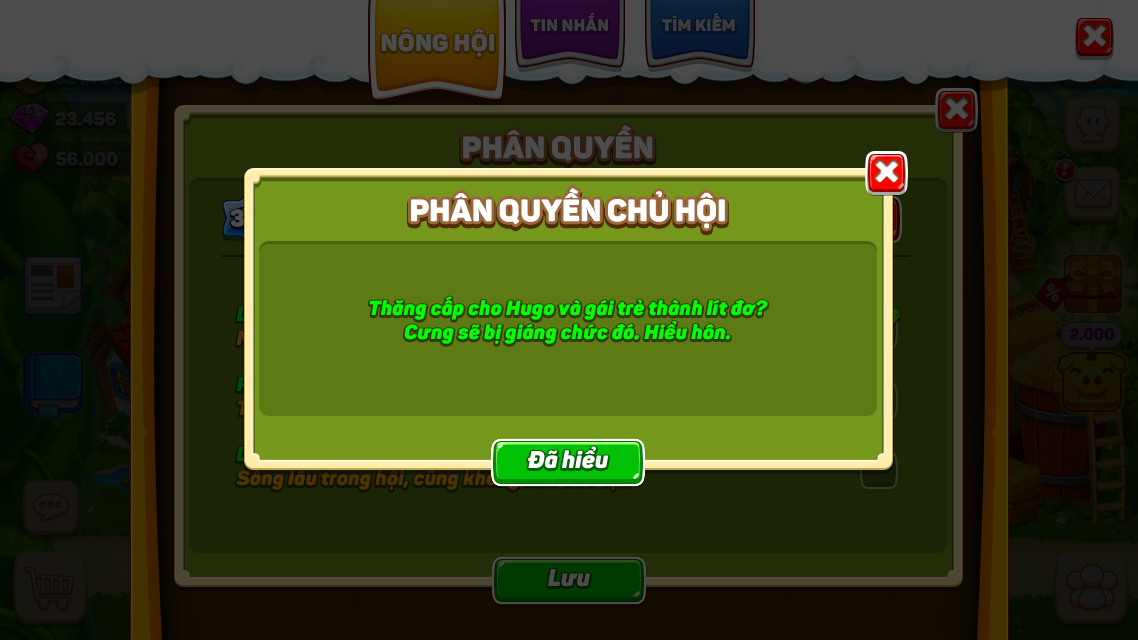 NÔNG HỘI
TIN NHẮN
TÌM KIẾM
23.456
56.000
PHÂN QUYỀN
PHÂN QUYỀN CHỦ HỘI
Thăng cấp cho Hugo và gái trẻ thành lít đơ?
Cưng sẽ bị giáng chức đó. Hiểu hôn.
%
2.000
Đã hiểu
Sống lâu trong hội, cũng
Lưu